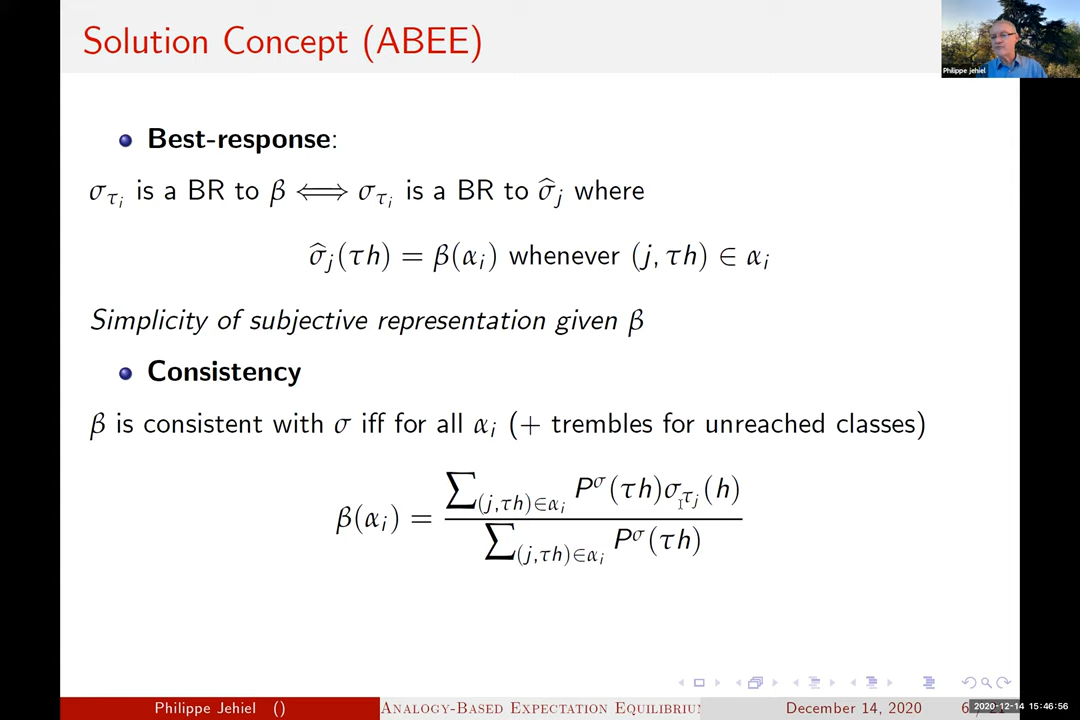 Solution Concept (ABEE)
Philippe Jehiel
Best-response:
σ_{τ_i} is a BR to β ⟺ σ_{τ_i} is a BR to σ̂_j where
σ̂_j(τh) = β(α_i) whenever (j, τh) ∈ α_i
Simplicity of subjective representation given β
Consistency
β is consistent with σ iff for all α_i (+ trembles for unreached classes)
β(α_i) = \frac{∑_{(j,τh)∈α_i} P^σ(τh)σ_{τ_j}(h)}{∑_{(j,τh)∈α_i} P^σ(τh)}
Philippe Jehiel () Analogy-Based Expectation Equilibriu December 14, 2020
2020-12-14 15:46:56